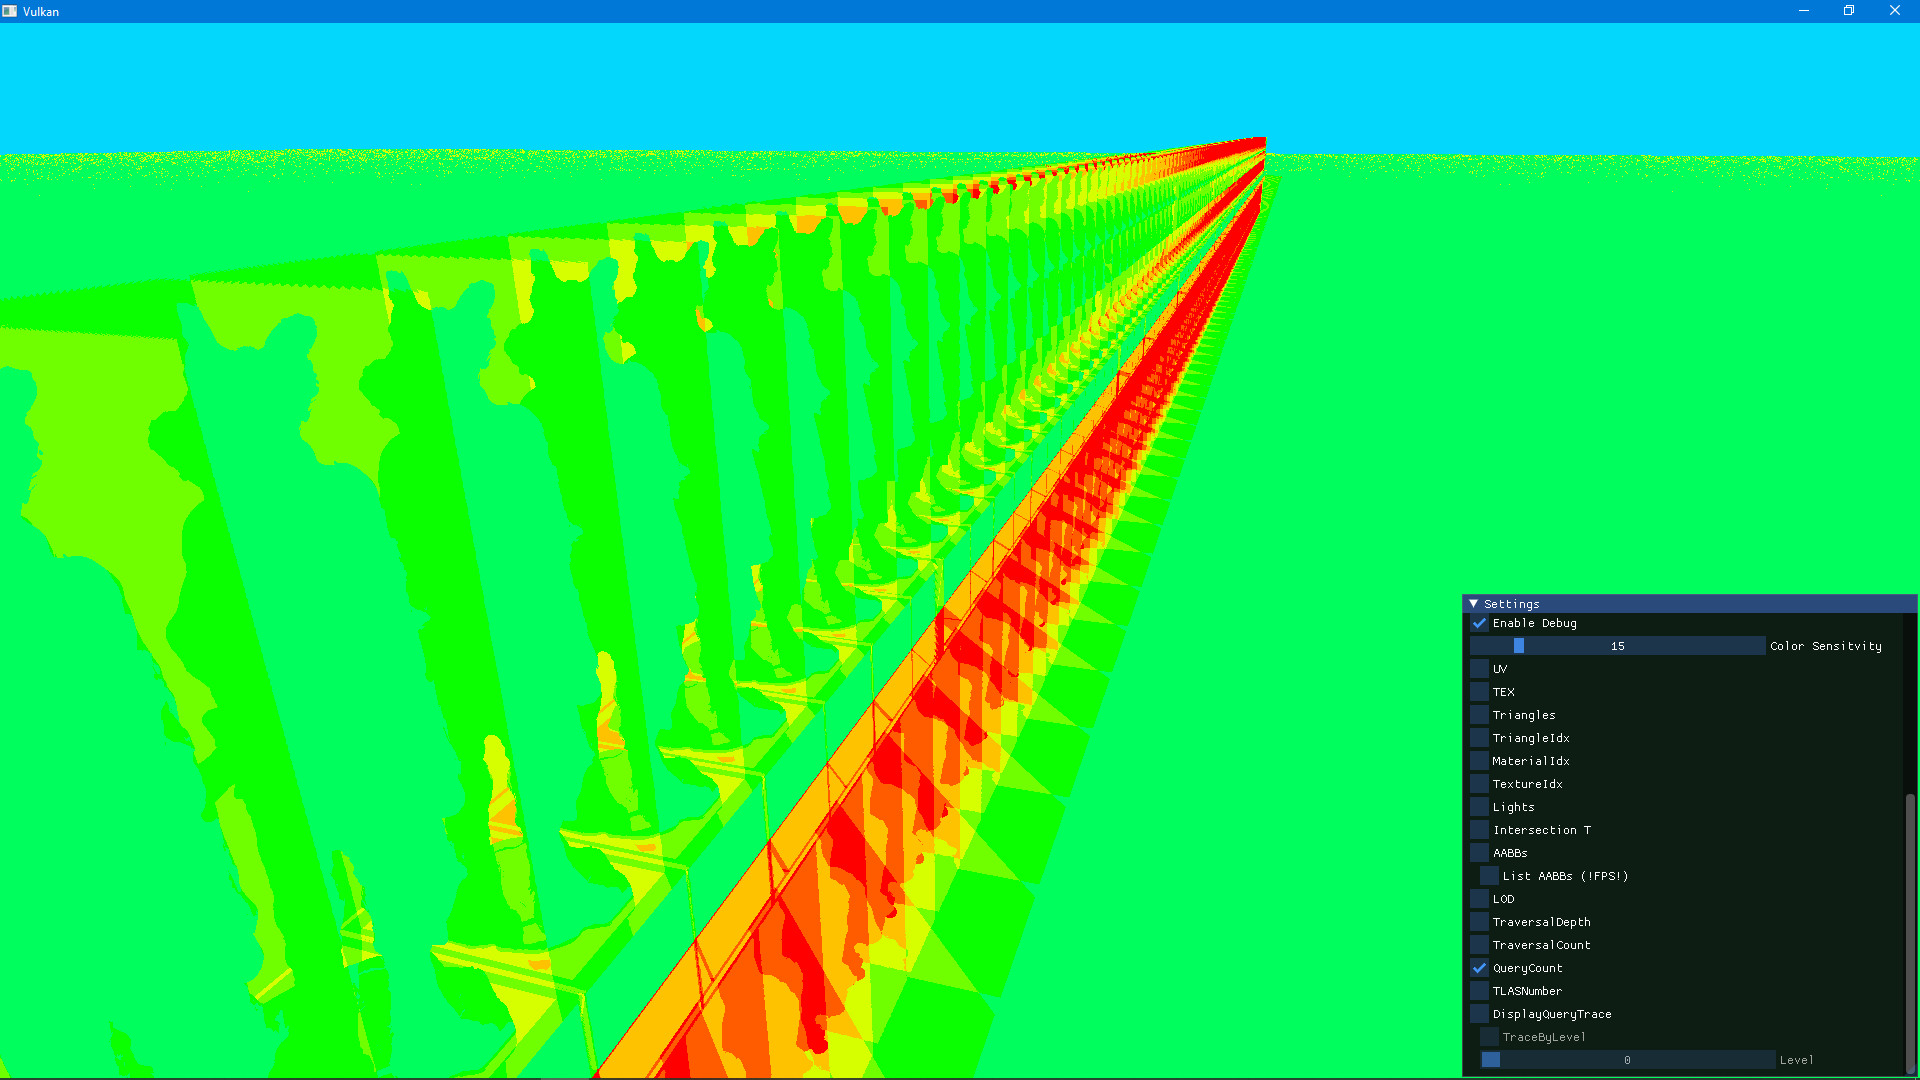 Vulkan
Settings
Enable Debug
15 Color Sensitvity
UV
TEX
Triangles
TriangleIdx
MaterialIdx
TextureIdx
Lights
Intersection T
AABBs
List AABBs (!FPS!)
LOD
TraversalDepth
TraversalCount
QueryCount
TLASNumber
DisplayQueryTrace
TraceByLevel
0 Level